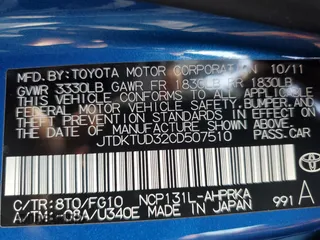 MFD.BY:TOYOTA MOTOR CORPORATION 10/11
GVWR 3330LB GAWR FR 1830LB RR 1830LB
THIS VEHICLE CONFORMS TO ALL APPLICABLE
FEDERAL MOTOR VEHICLE SAFETY, BUMPER, AND
THEFT PREVENTION STANDARDS IN EFFECT ON
THE DATE OF MANUFACTURE SHOWN ABOVE.
JTDKTUD32CD507510 PASS.CAR
C/TR:8T0/FG10 NCP131L-AHPRKA
A/TM:-08A/U340E MADE IN JAPAN 991 A